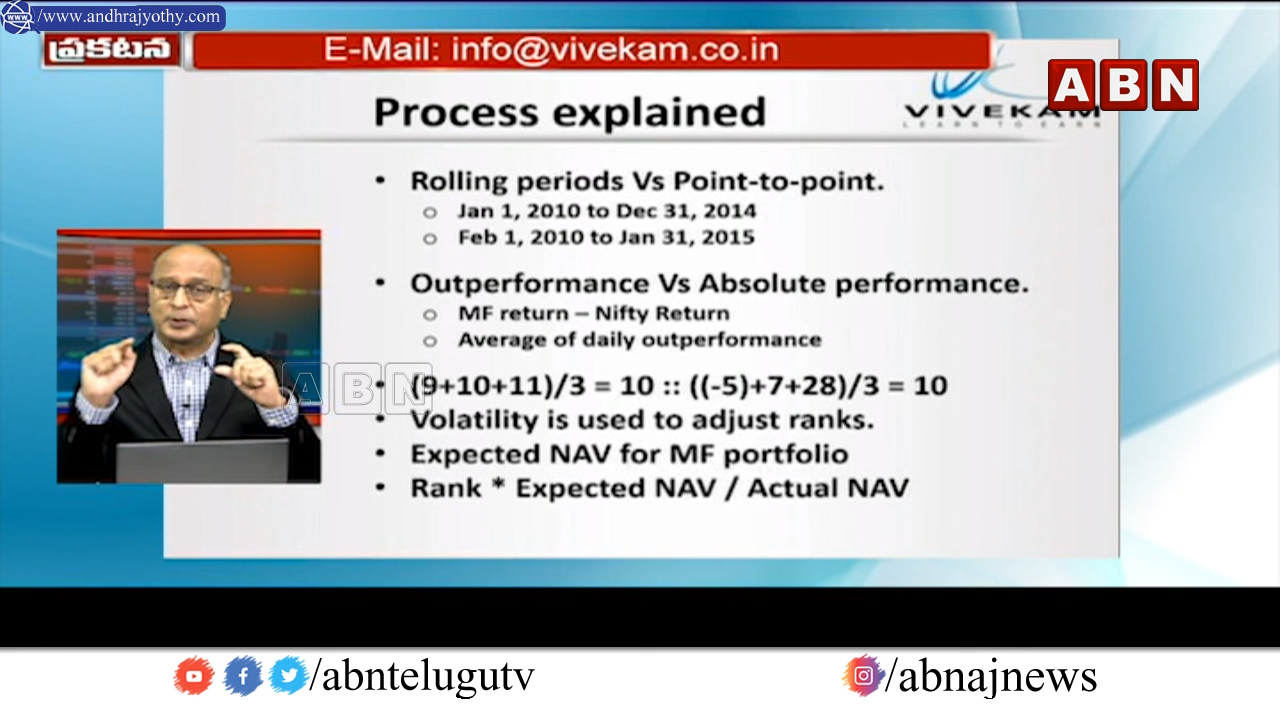 www
/www.andhrajyothy.com
ప్రకటన
E-Mail: info@vivekam.co.in
ABN
VIVEKAM
LEARN TO EARN
Process explained
• Rolling periods Vs Point-to-point.
o Jan 1, 2010 to Dec 31, 2014
o Feb 1, 2010 to Jan 31, 2015
• Outperformance Vs Absolute performance.
o MF return – Nifty Return
o Average of daily outperformance
• (9+10+11)/3 = 10 :: ((-5)+7+28)/3 = 10
ABN
• Volatility is used to adjust ranks.
• Expected NAV for MF portfolio
• Rank * Expected NAV / Actual NAV
/abntelugutv
/abnajnews